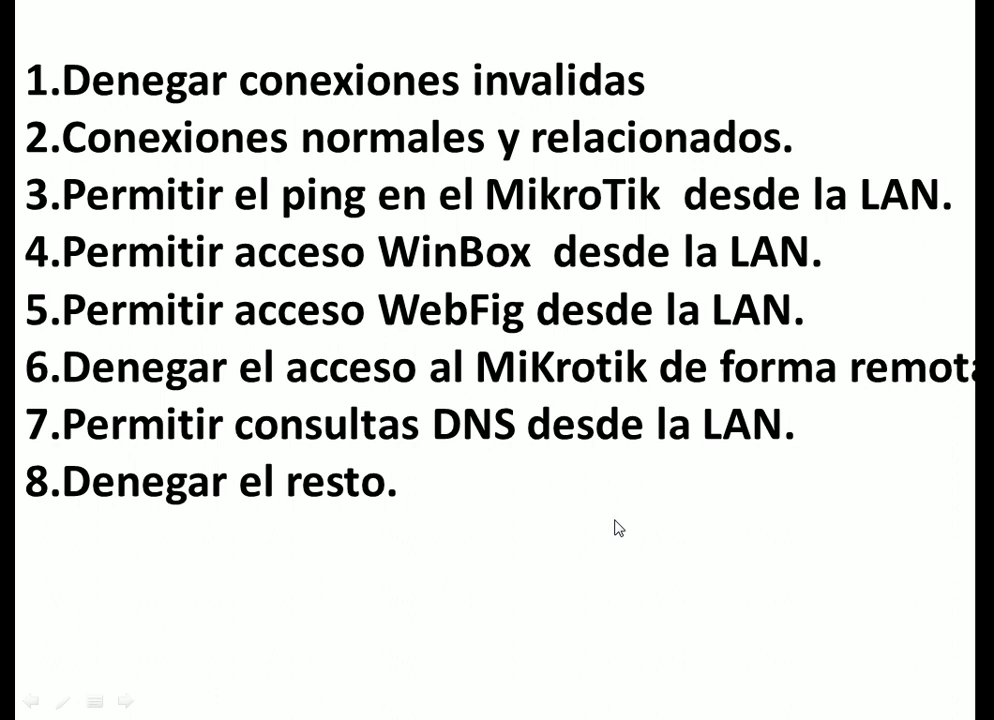 1.Denegar conexiones invalidas
2.Conexiones normales y relacionados.
3.Permitir el ping en el MikroTik desde la LAN.
4.Permitir acceso WinBox desde la LAN.
5.Permitir acceso WebFig desde la LAN.
6.Denegar el acceso al MiKrotik de forma remota
7.Permitir consultas DNS desde la LAN.
8.Denegar el resto.